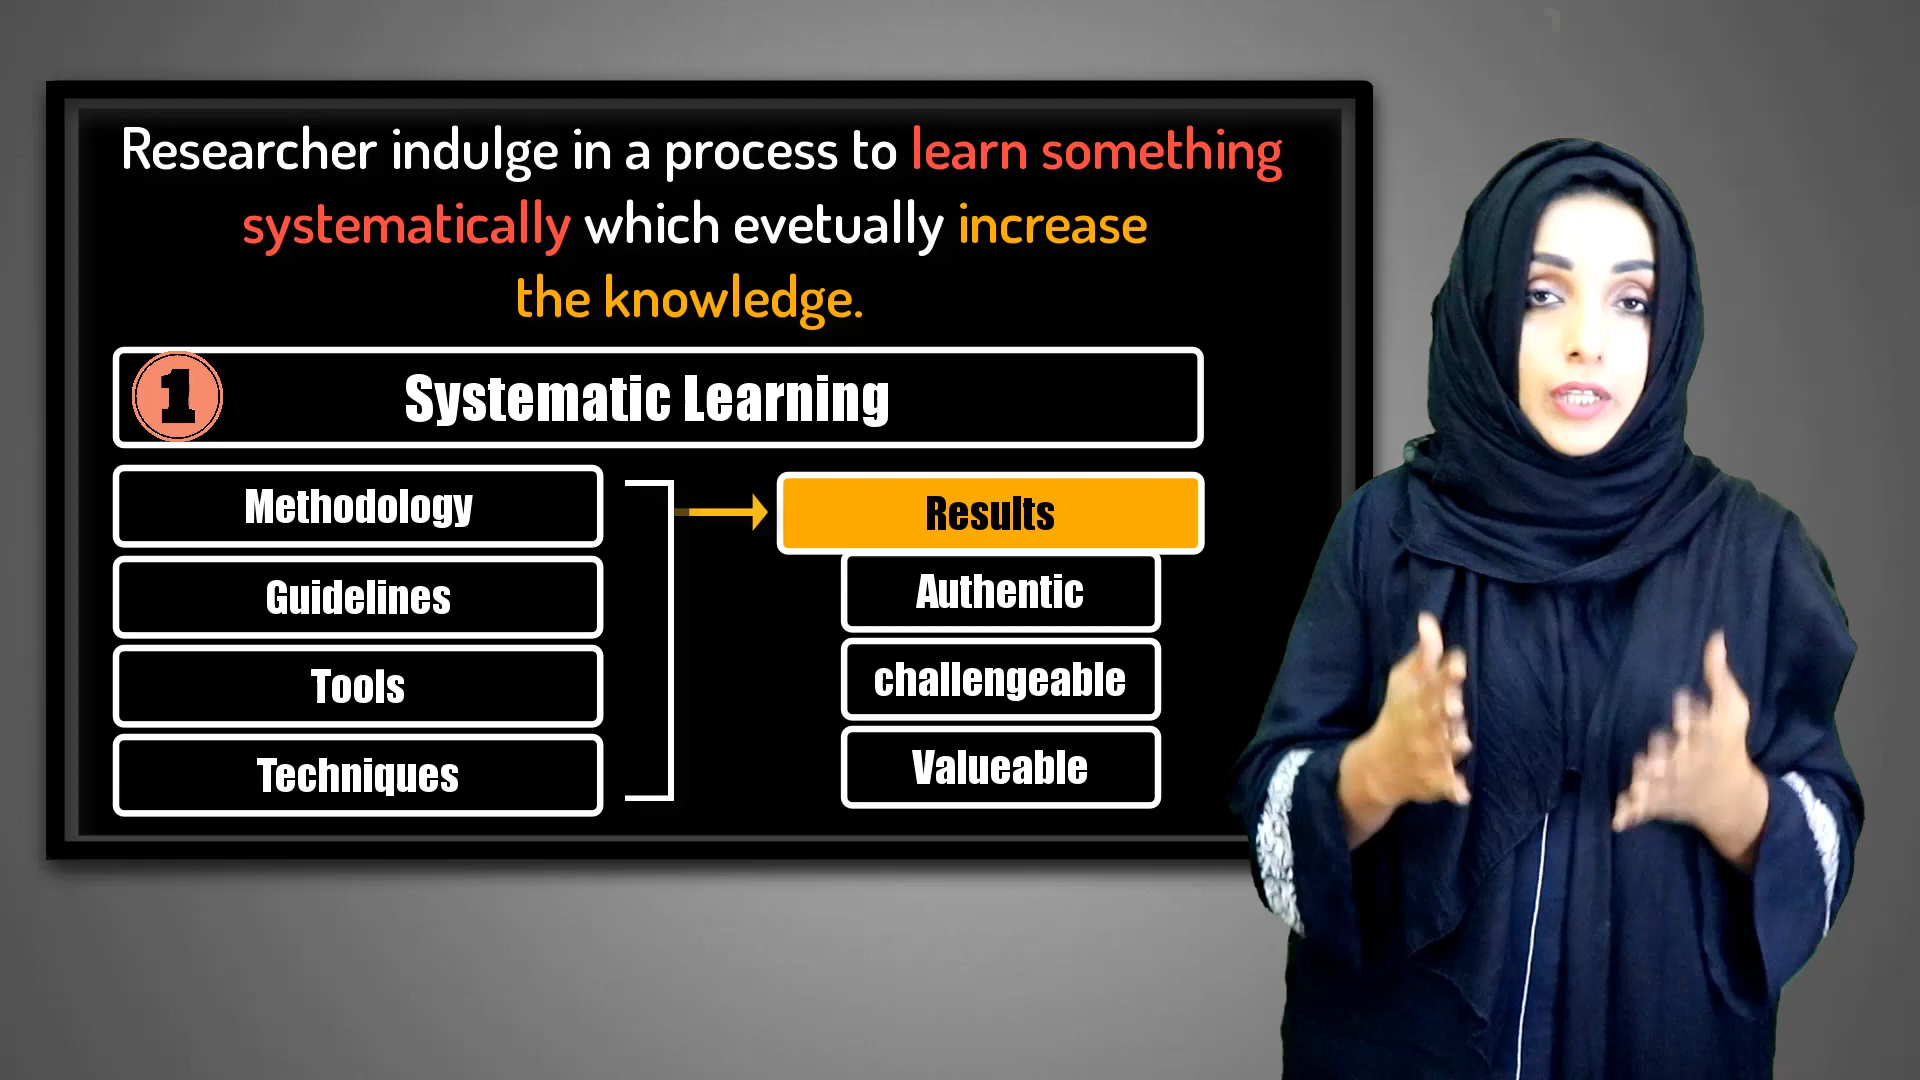 Researcher indulge in a process to learn something
systematically which evetually increase
the knowledge.
1 Systematic Learning
Methodology
Guidelines
Tools
Techniques
Results
Authentic
challengeable
Valueable